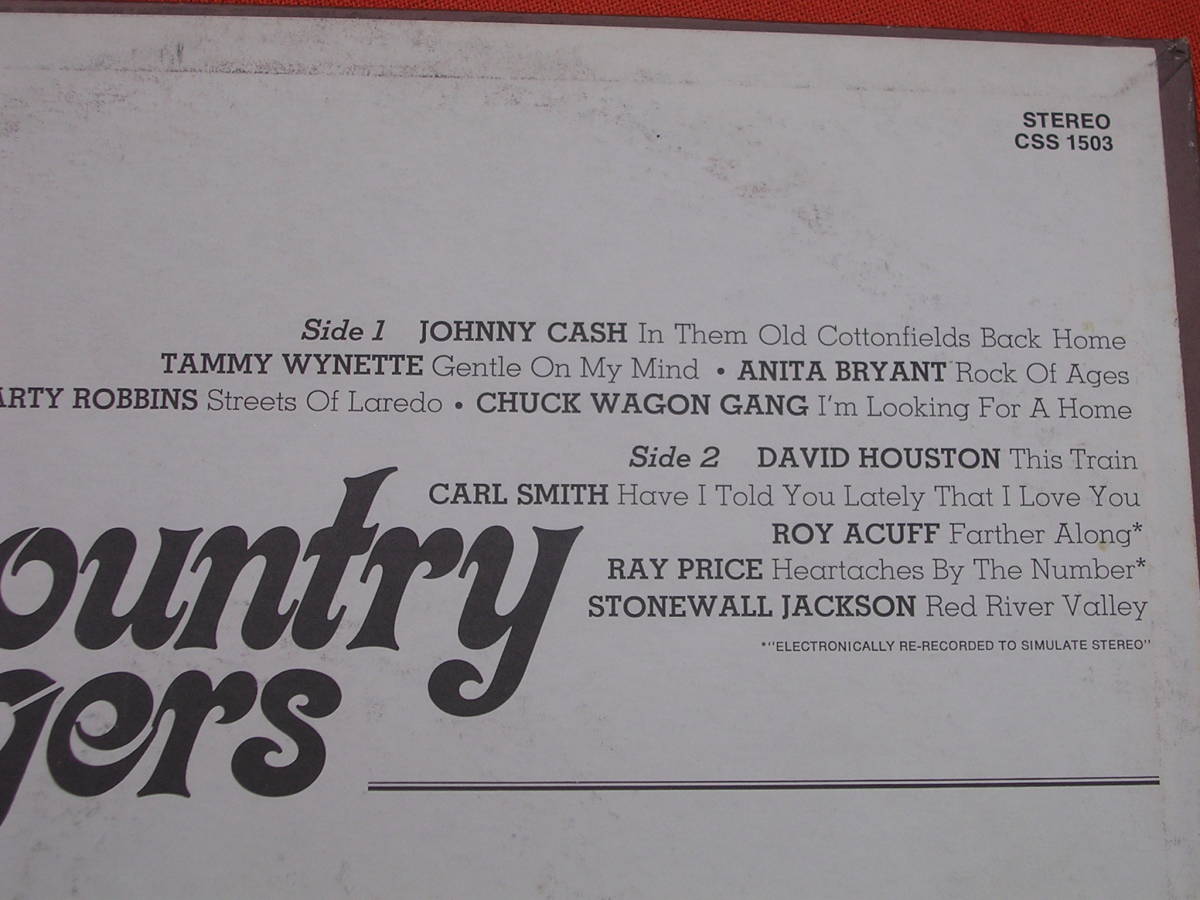 STEREO
CSS 1503
Side 1 JOHNNY CASH In Them Old Cottonfields Back Home
TAMMY WYNETTE Gentle On My Mind • ANITA BRYANT Rock Of Ages
ARTY ROBBINS Streets Of Laredo • CHUCK WAGON GANG I'm Looking For A Home
Side 2 DAVID HOUSTON This Train
CARL SMITH Have I Told You Lately That I Love You
ROY ACUFF Farther Along*
RAY PRICE Heartaches By The Number*
STONEWALL JACKSON Red River Valley
*"ELECTRONICALLY RE-RECORDED TO SIMULATE STEREO"
ountry
gers